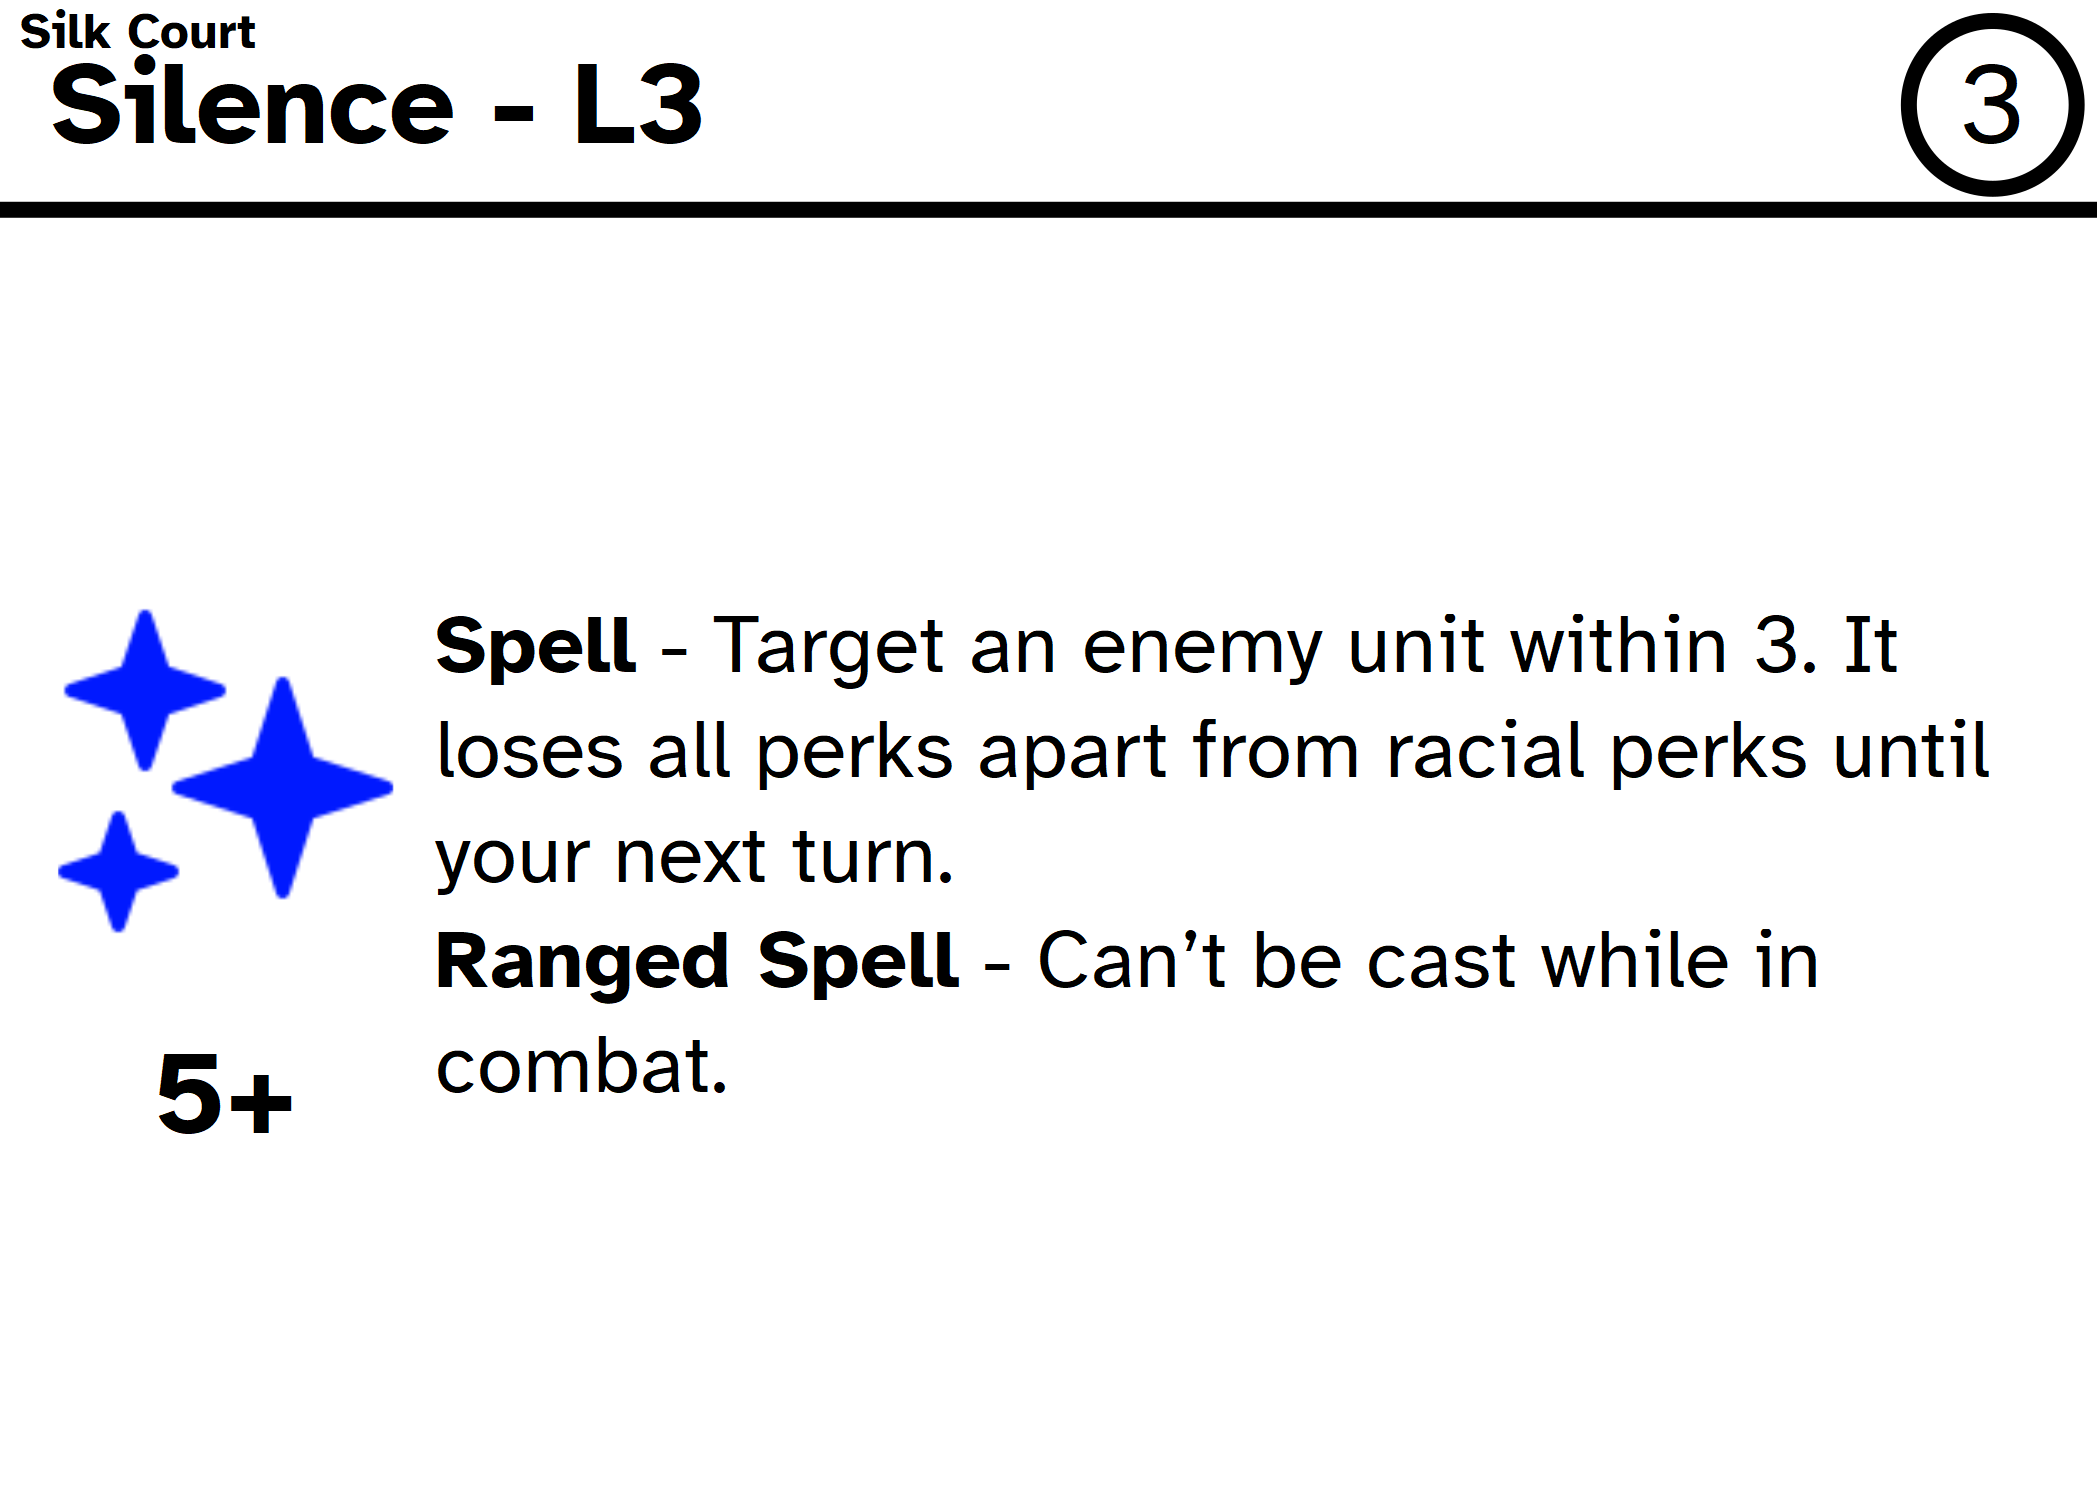 Silk Court
Silence - L3
3
Spell - Target an enemy unit within 3. It
loses all perks apart from racial perks until
your next turn.
Ranged Spell - Can’t be cast while in
combat.
5+